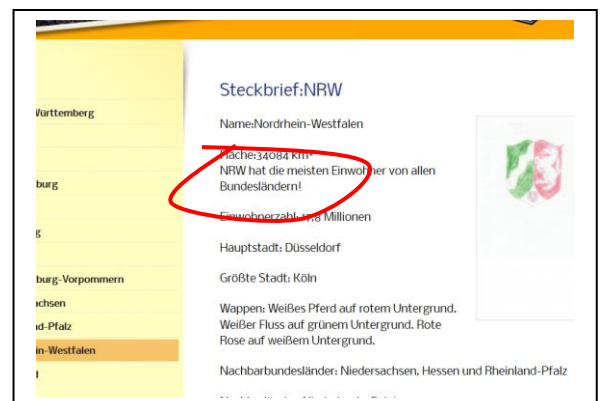 Steckbrief:NRW
Württemberg
Name:Nordrhein-Westfalen
Fläche:34084 km²
NRW hat die meisten Einwohner von allen
burg
Bundesländern!
Einwohnerzahl: 17,8 Millionen
g
Hauptstadt: Düsseldorf
burg-Vorpommern
Größte Stadt: Köln
achsen
Wappen: Weißes Pferd auf rotem Untergrund.
nd-Pfalz
Weißer Fluss auf grünem Untergrund. Rote
Rose auf weißem Untergrund.
in-Westfalen
Nachbarbundesländer: Niedersachsen, Hessen und Rheinland-Pfalz